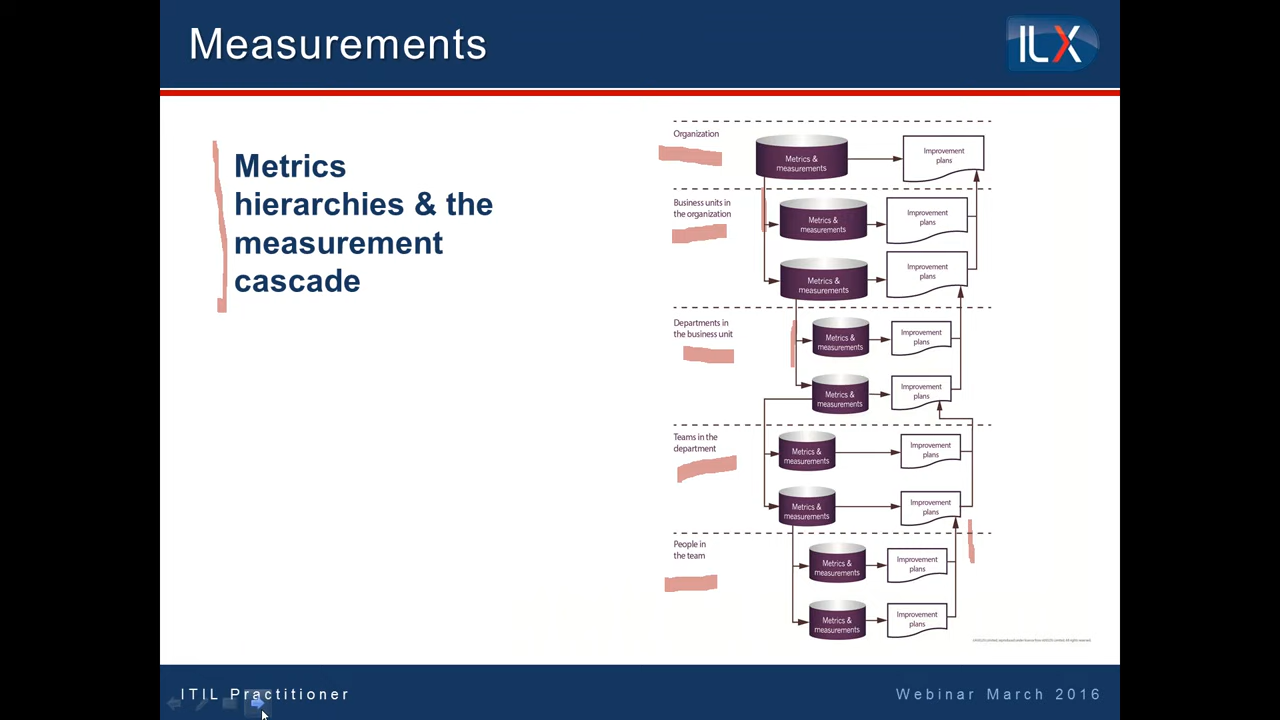 Measurements
ILX
Metrics
hierarchies & the
measurement
cascade
Organization
Metrics &
measurements
Improvement
plans
Business units in
the organization
Metrics &
measurements
Improvement
plans
Metrics &
measurements
Improvement
plans
Departments in
the business unit
Metrics &
measurements
Improvement
plans
Metrics &
measurements
Improvement
plans
Teams in the
department
Metrics &
measurements
Improvement
plans
Metrics &
measurements
Improvement
plans
People in
the team
Metrics &
measurements
Improvement
plans
Metrics &
measurements
Improvement
plans
ITIL Practitioner
Webinar March 2016